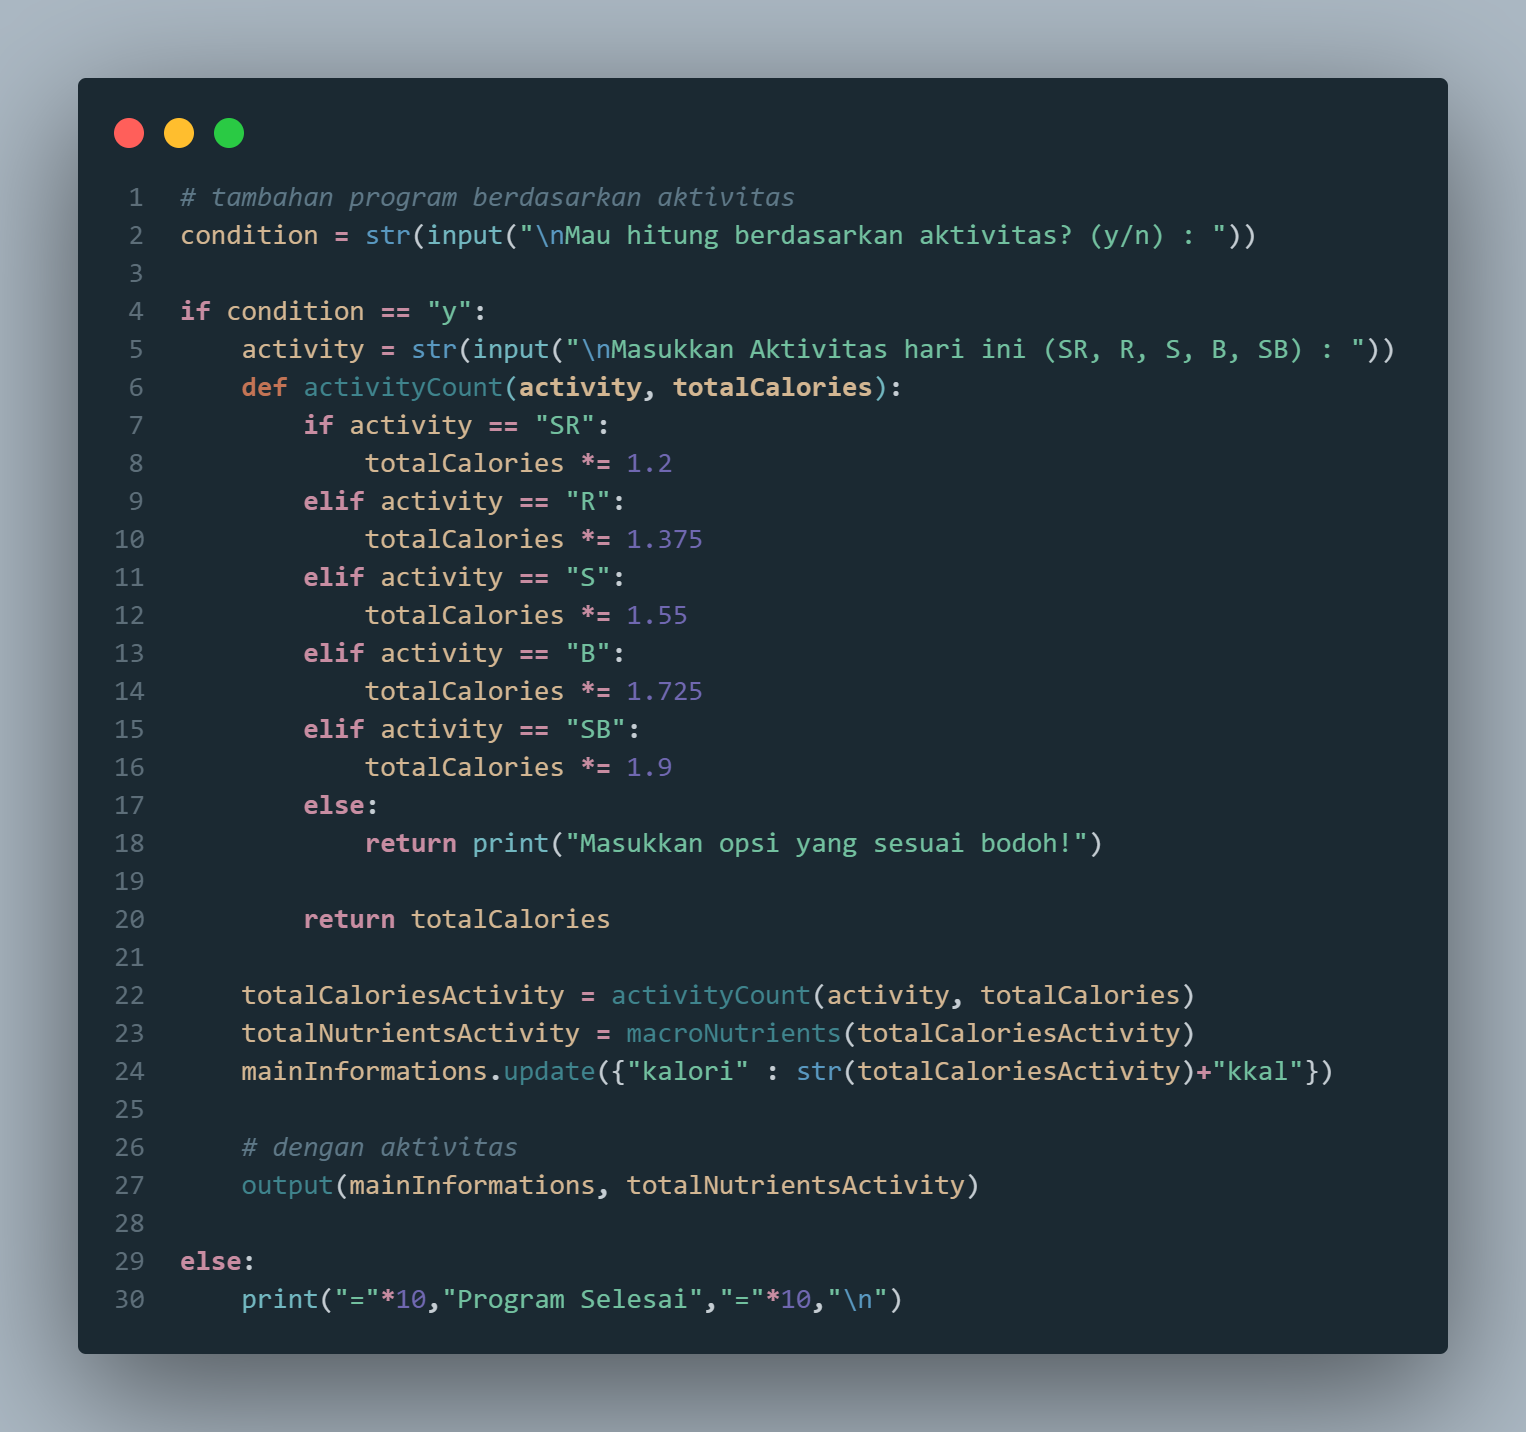 1 # tambahan program berdasarkan aktivitas
2 condition = str(input("\nMau hitung berdasarkan aktivitas? (y/n) : "))
3
4 if condition == "y":
5     activity = str(input("\nMasukkan Aktivitas hari ini (SR, R, S, B, SB) : "))
6     def activityCount(activity, totalCalories):
7         if activity == "SR":
8             totalCalories *= 1.2
9         elif activity == "R":
10             totalCalories *= 1.375
11         elif activity == "S":
12             totalCalories *= 1.55
13         elif activity == "B":
14             totalCalories *= 1.725
15         elif activity == "SB":
16             totalCalories *= 1.9
17         else:
18             return print("Masukkan opsi yang sesuai bodoh!")
19
20         return totalCalories
21
22     totalCaloriesActivity = activityCount(activity, totalCalories)
23     totalNutrientsActivity = macroNutrients(totalCaloriesActivity)
24     mainInformations.update({"kalori" : str(totalCaloriesActivity)+"kkal"})
25
26     # dengan aktivitas
27     output(mainInformations, totalNutrientsActivity)
28
29 else:
30     print("="*10,"Program Selesai","="*10,"\n")